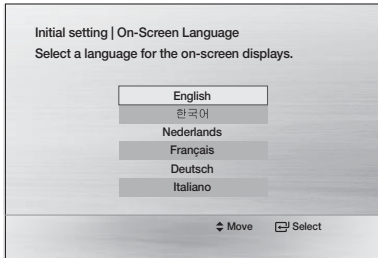 Initial setting | On-Screen Language
Select a language for the on-screen displays.
English
한국어
Nederlands
Français
Deutsch
Italiano
Move Select